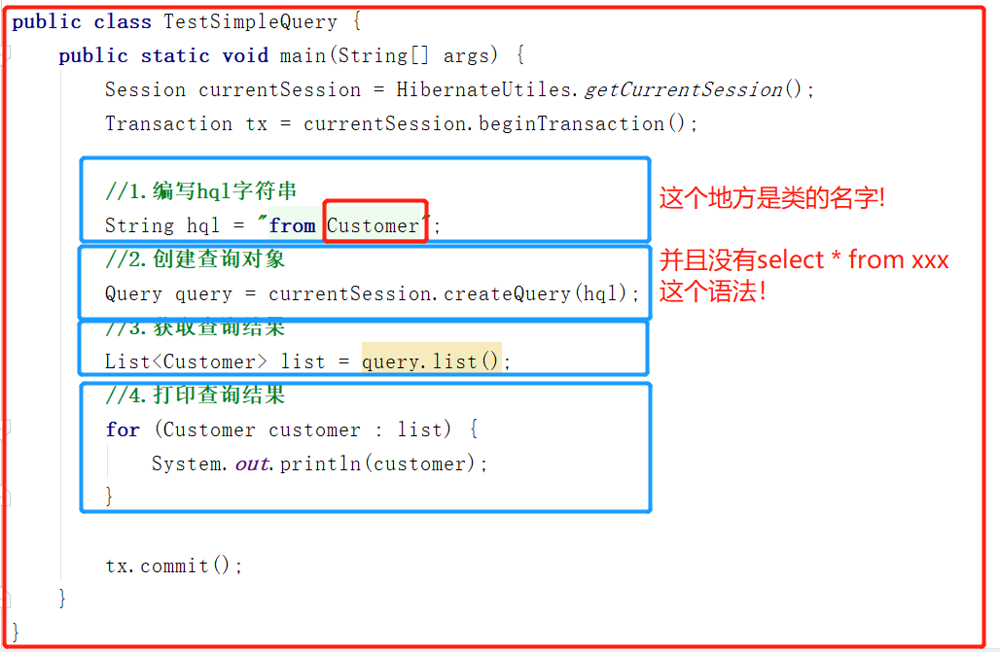 public class TestSimpleQuery {
public static void main(String[] args) {
Session currentSession = HibernateUtiles.getCurrentSession();
Transaction tx = currentSession.beginTransaction();
//1.编写hql字符串
String hql = "from Customer";
这个地方是类的名字!
//2.创建查询对象
并且没有select * from xxx
Query query = currentSession.createQuery(hql);
这个语法!
//3.获取查询结果
List<Customer> list = query.list();
//4.打印查询结果
for (Customer customer : list) {
System.out.println(customer);
}
tx.commit();
}
}